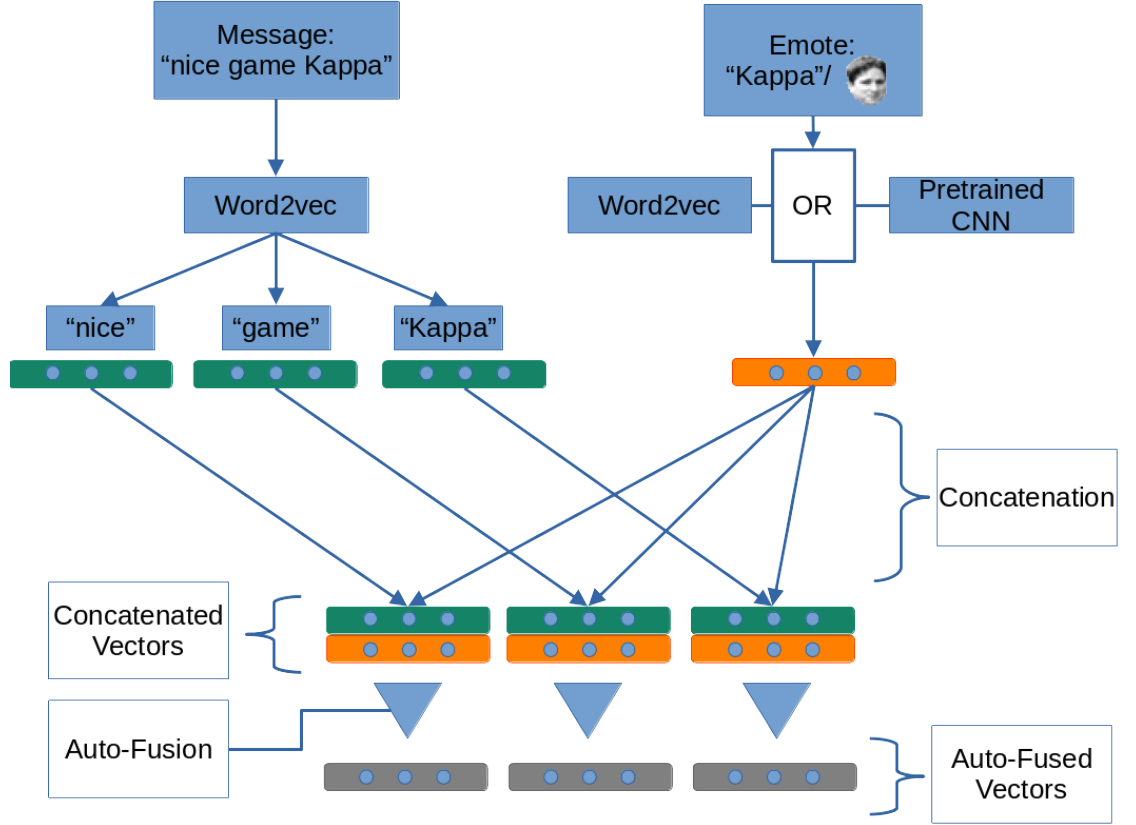 Message:
“nice game Kappa”
Emote:
“Kappa”/
Word2vec
Word2vec
OR
Pretrained
CNN
“nice”
“game”
“Kappa”
Concatenation
Concatenated
Vectors
Auto-Fusion
Auto-Fused
Vectors